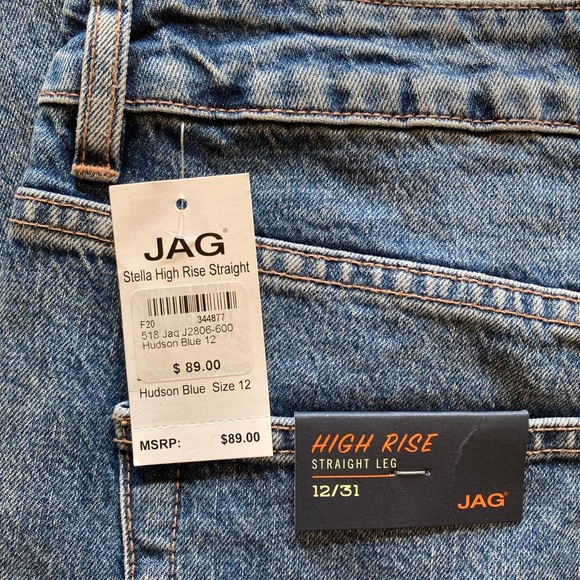 JAG®
Stella High Rise Straight
F20 344877
518 Jag J2806-600
Hudson Blue 12
$ 89.00
Hudson Blue Size 12
MSRP: $89.00
HIGH RISE
STRAIGHT LEG
12/31
JAG®